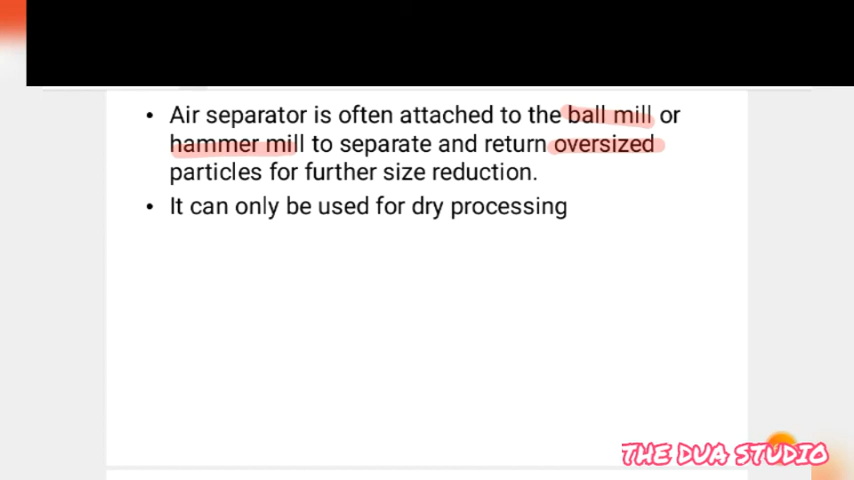 • Air separator is often attached to the ball mill or
hammer mill to separate and return oversized
particles for further size reduction.
• It can only be used for dry processing
THE DUA STUDIO